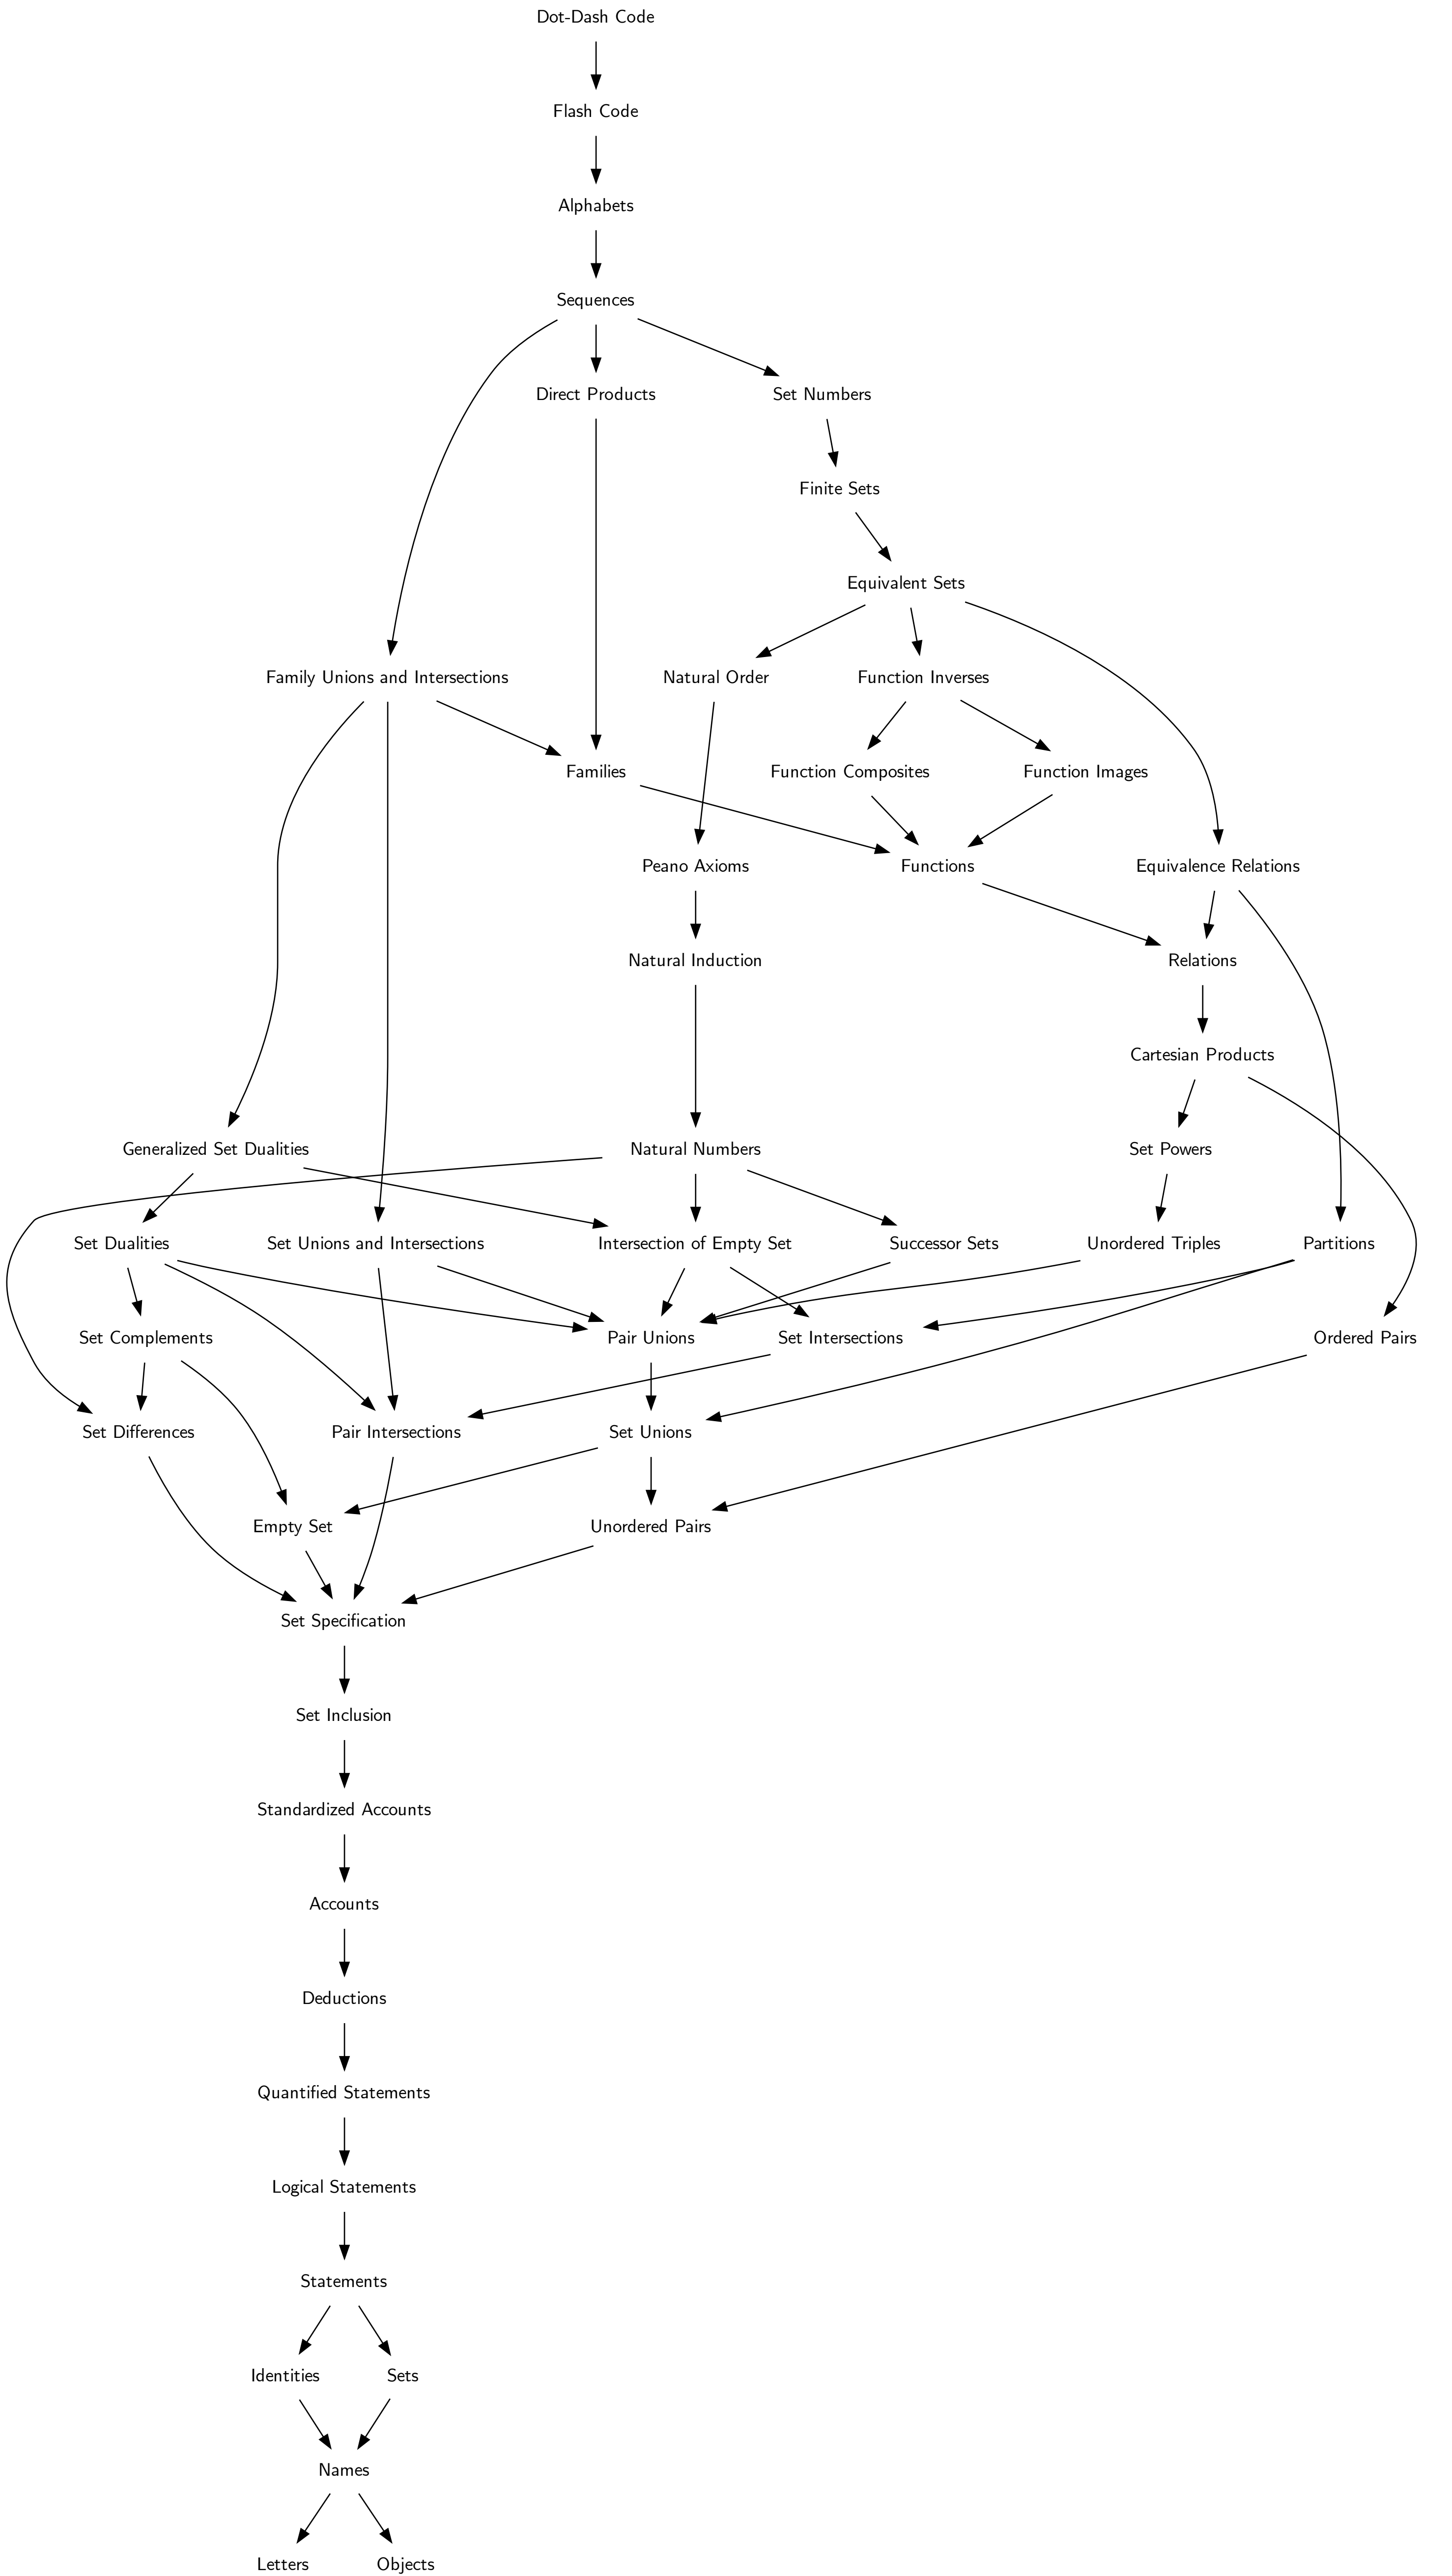 Dot-Dash Code
Flash Code
Alphabets
Sequences
Direct Products
Set Numbers
Finite Sets
Equivalent Sets
Family Unions and Intersections
Natural Order
Function Inverses
Families
Function Composites
Function Images
Peano Axioms
Functions
Equivalence Relations
Natural Induction
Relations
Cartesian Products
Generalized Set Dualities
Natural Numbers
Set Powers
Set Dualities
Set Unions and Intersections
Intersection of Empty Set
Successor Sets
Unordered Triples
Partitions
Set Complements
Pair Unions
Set Intersections
Ordered Pairs
Set Differences
Pair Intersections
Set Unions
Empty Set
Unordered Pairs
Set Specification
Set Inclusion
Standardized Accounts
Accounts
Deductions
Quantified Statements
Logical Statements
Statements
Identities
Sets
Names
Letters
Objects